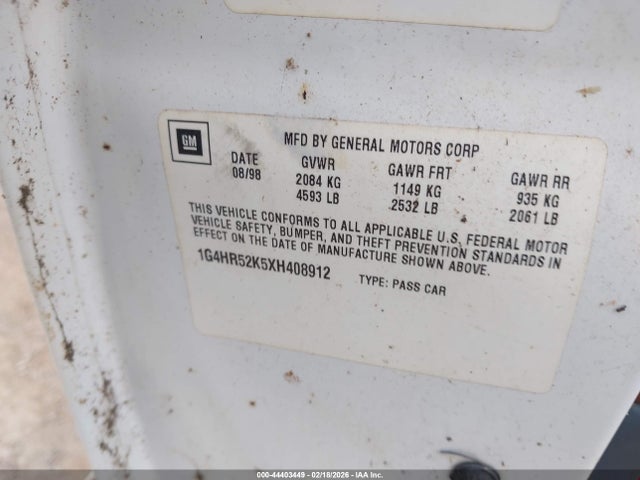 GM
MFD BY GENERAL MOTORS CORP
DATE GVWR GAWR FRT GAWR RR
08/98 2084 KG 1149 KG 935 KG
4593 LB 2532 LB 2061 LB
THIS VEHICLE CONFORMS TO ALL APPLICABLE U.S. FEDERAL MOTOR
VEHICLE SAFETY, BUMPER, AND THEFT PREVENTION STANDARDS IN
EFFECT ON THE DATE OF MANUFACTURE SHOWN ABOVE.
1G4HR52K5XH408912 TYPE: PASS CAR
000-44403449 - 02/18/2026 - IAA Inc.